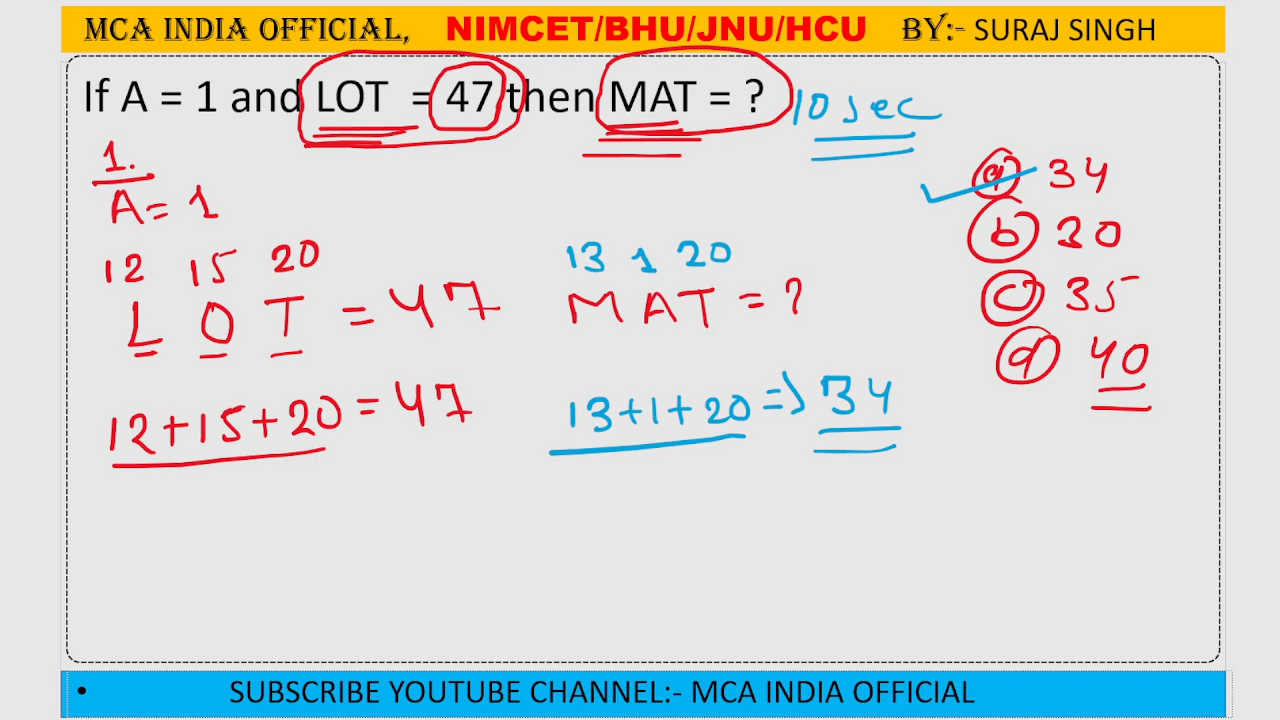 MCA INDIA OFFICIAL, NIMCET/BHU/JNU/HCU BY:- SURAJ SINGH
If A = 1 and LOT = 47 then MAT = ?
10 sec
1.
A = 1
a 34
b 30
c 35
d 40
12 15 20
LOT = 47
13 1 20
MAT = ?
12+15+20 = 47
13+1+20 => 34
• SUBSCRIBE YOUTUBE CHANNEL:- MCA INDIA OFFICIAL